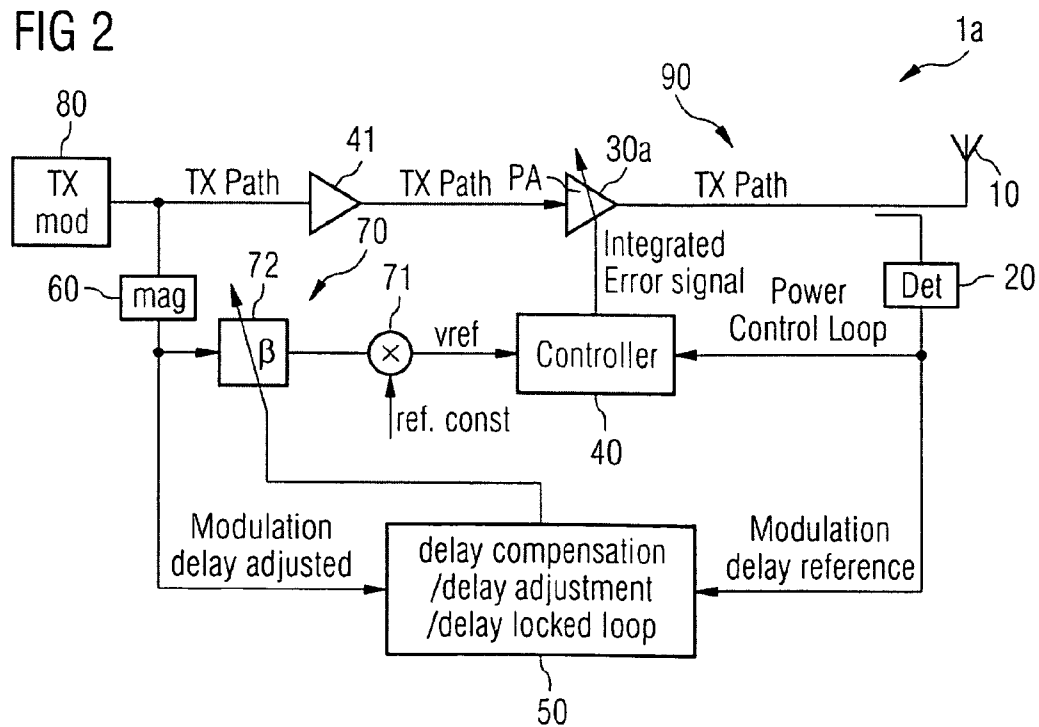 FIG 2
1a
80
41
90
30a
TX
mod
TX Path
TX Path
PA
TX Path
10
70
Integrated
Error signal
60
mag
72
71
Power
Control Loop
Det
20
β
vref
×
Controller
ref. const
40
Modulation
delay adjusted
delay compensation
/delay adjustment
/delay locked loop
Modulation
delay reference
50